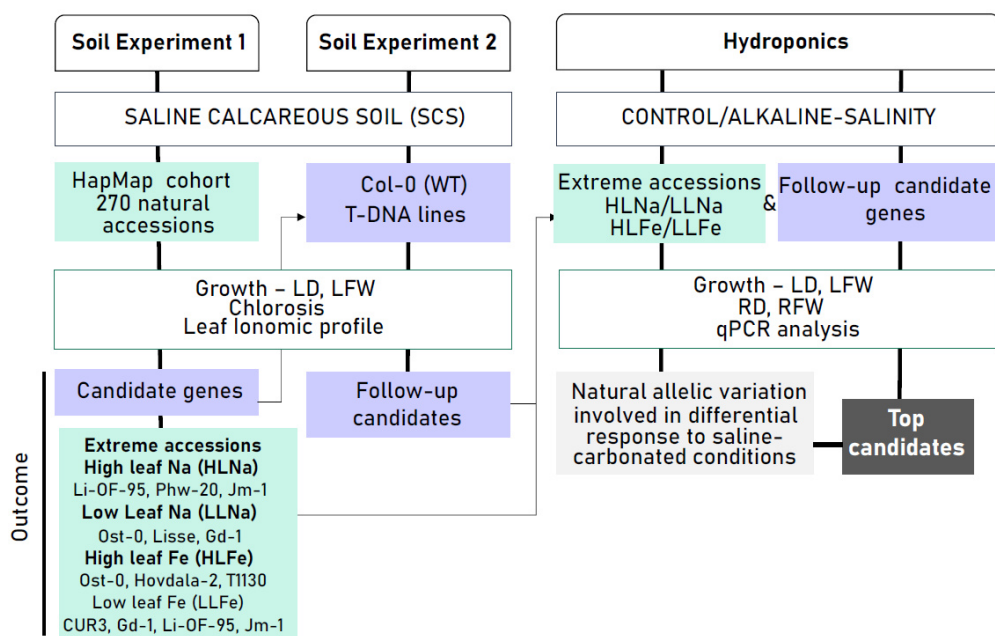 Soil Experiment 1
Soil Experiment 2
Hydroponics
SALINE CALCAREOUS SOIL (SCS)
CONTROL/ALKALINE-SALINITY
HapMap cohort
270 natural
accessions
Col-0 (WT)
T-DNA lines
Extreme accessions
HLNa/LLNa
HLFe/LLFe
&
Follow-up candidate
genes
Growth – LD, LFW
Chlorosis
Leaf Ionomic profile
Growth – LD, LFW
RD, RFW
qPCR analysis
Outcome
Candidate genes
Follow-up
candidates
Natural allelic variation
involved in differential
response to saline-
carbonated conditions
Top
candidates
Extreme accessions
High leaf Na (HLNa)
Li-OF-95, Phw-20, Jm-1
Low Leaf Na (LLNa)
Ost-0, Lisse, Gd-1
High leaf Fe (HLFe)
Ost-0, Hovdala-2, T1130
Low leaf Fe (LLFe)
CUR3, Gd-1, Li-OF-95, Jm-1